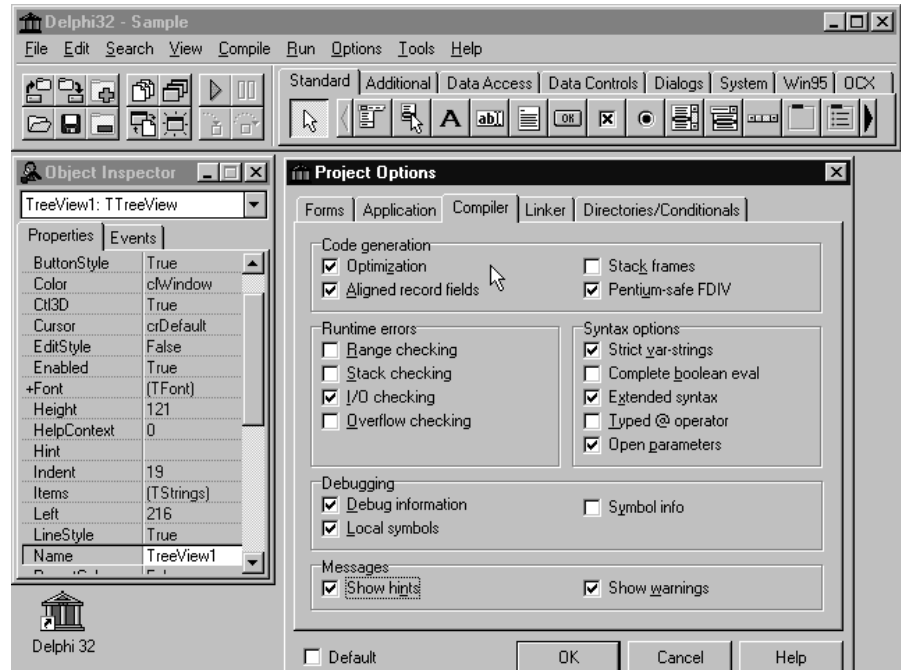 Delphi32 - Sample
File Edit Search View Compile Run Options Tools Help
Standard Additional Data Access Data Controls Dialogs System Win95 OCX
A abI OK
Object Inspector
TreeView1: TTreeView
Properties Events
ButtonStyle True
Color clWindow
Ctl3D True
Cursor crDefault
EditStyle False
Enabled True
+Font (TFont)
Height 121
HelpContext 0
Hint
Indent 19
Items (TStrings)
Left 216
LineStyle True
Name TreeView1
Delphi 32
Project Options
Forms Application Compiler Linker Directories/Conditionals
Code generation
Optimization Stack frames
Aligned record fields Pentium-safe FDIV
Runtime errors
Range checking
Stack checking
I/O checking
Overflow checking
Syntax options
Strict var-strings
Complete boolean eval
Extended syntax
Typed @ operator
Open parameters
Debugging
Debug information Symbol info
Local symbols
Messages
Show hints Show warnings
Default OK Cancel Help